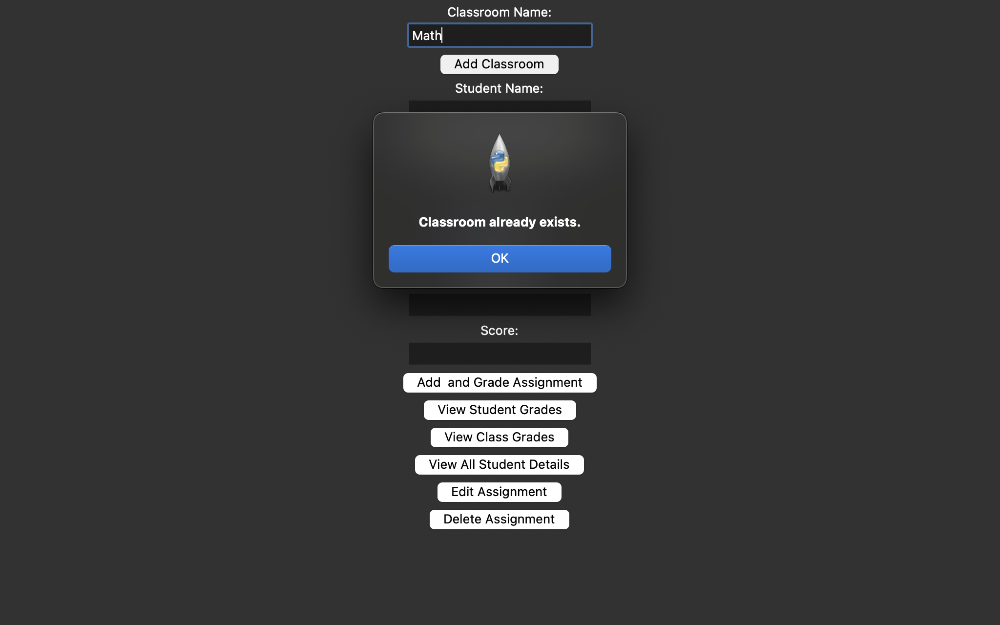 Classroom Name:
Math
Add Classroom
Student Name:
Classroom already exists.
OK
Score:
Add  and Grade Assignment
View Student Grades
View Class Grades
View All Student Details
Edit Assignment
Delete Assignment